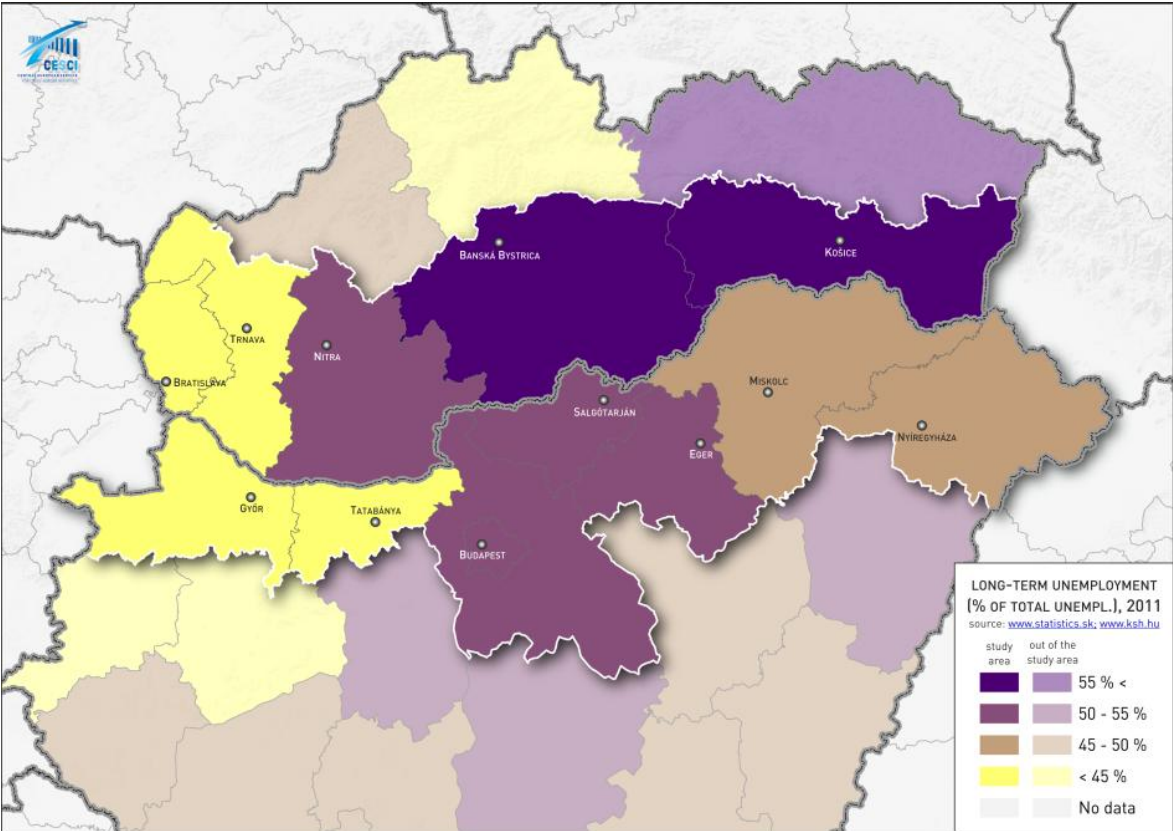 CESCI
BANSKÁ BYSTRICA
KOŠICE
TRNAVA
NITRA
BRATISLAVA
MISKOLC
SALGÓTARJÁN
NYÍREGYHÁZA
EGER
GYŐR
TATABÁNYA
BUDAPEST
LONG-TERM UNEMPLOYMENT
(% OF TOTAL UNEMPL.), 2011
source: www.statistics.sk; www.ksh.hu
study area
out of the study area
55 % <
50 - 55 %
45 - 50 %
< 45 %
No data